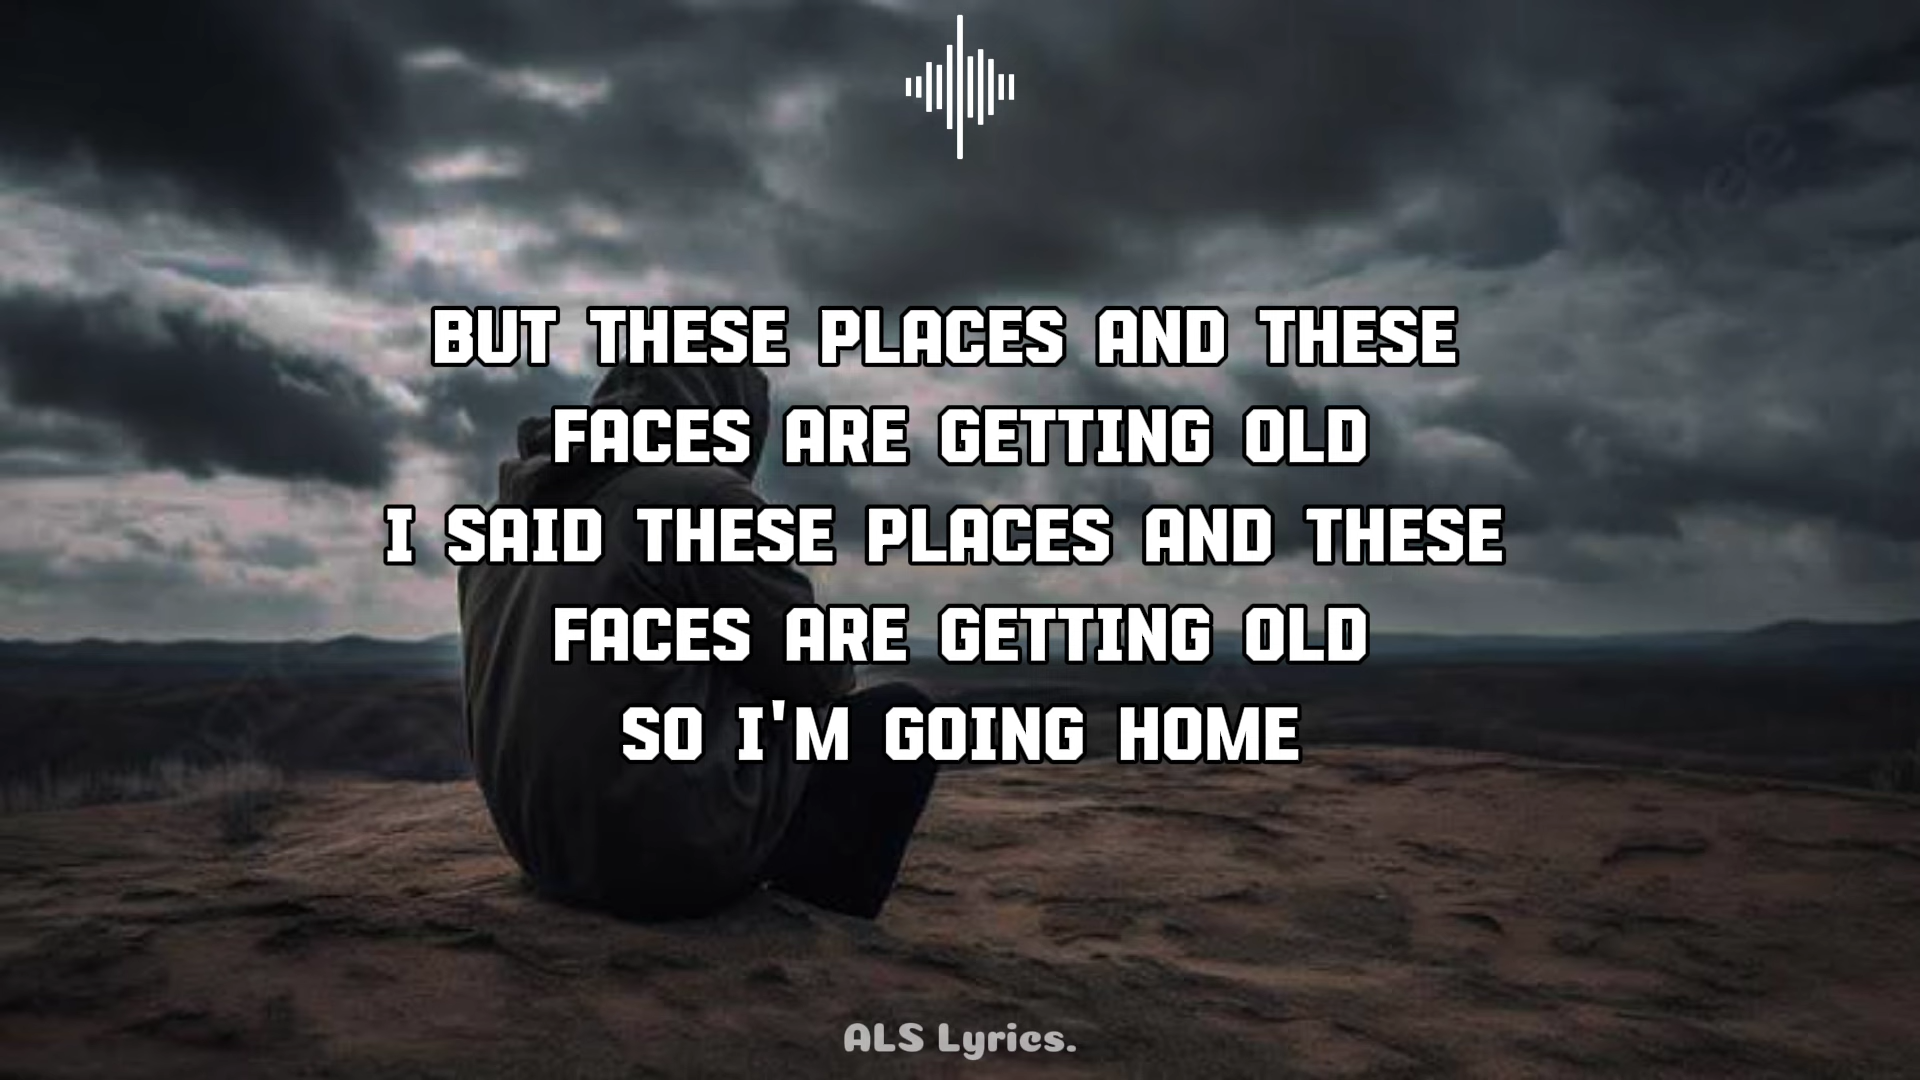 BUT THESE PLACES AND THESE
FACES ARE GETTING OLD
I SAID THESE PLACES AND THESE
FACES ARE GETTING OLD
SO I'M GOING HOME
ALS Lyrics.